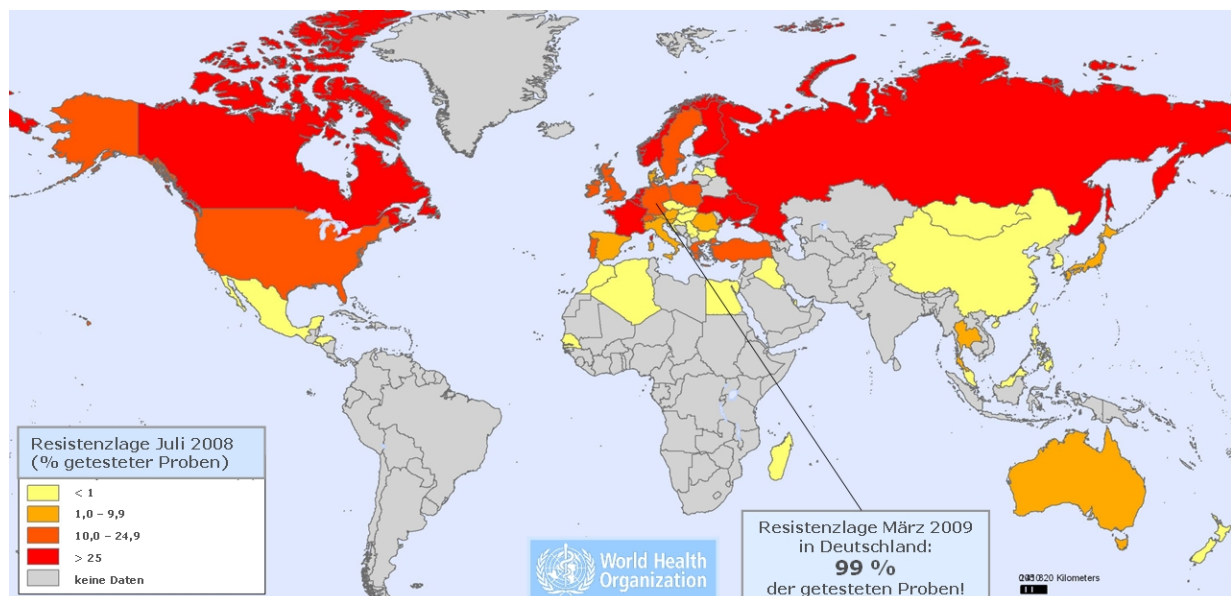 Resistenzlage Juli 2008
(% getesteter Proben)
< 1
1,0 – 9,9
10,0 – 24,9
> 25
keine Daten
World Health
Organization
Resistenzlage März 2009
in Deutschland:
99 %
der getesteten Proben!
820 Kilometers